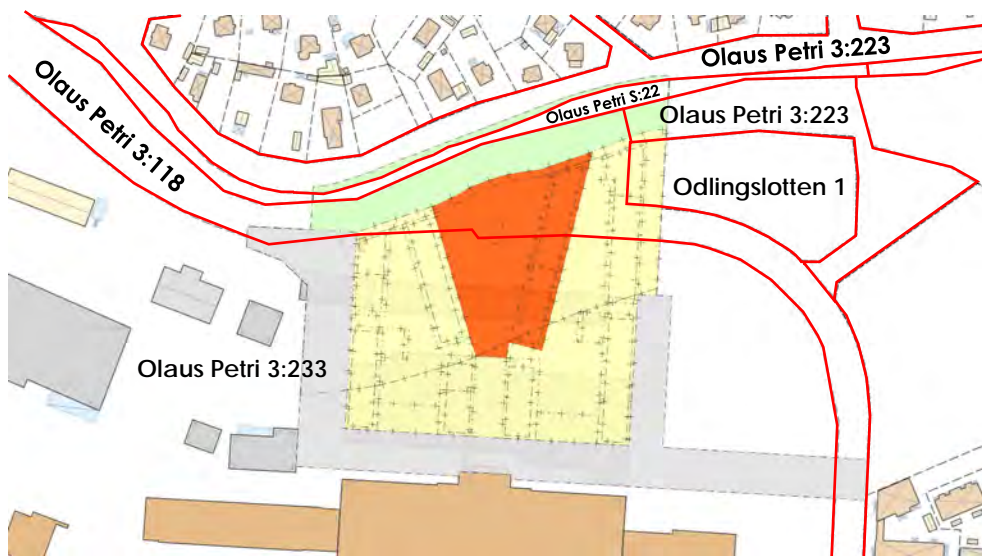 Olaus Petri 3:223
Olaus Petri 3:118
Olaus Petri S:22
Olaus Petri 3:223
Odlingslotten 1
Olaus Petri 3:233